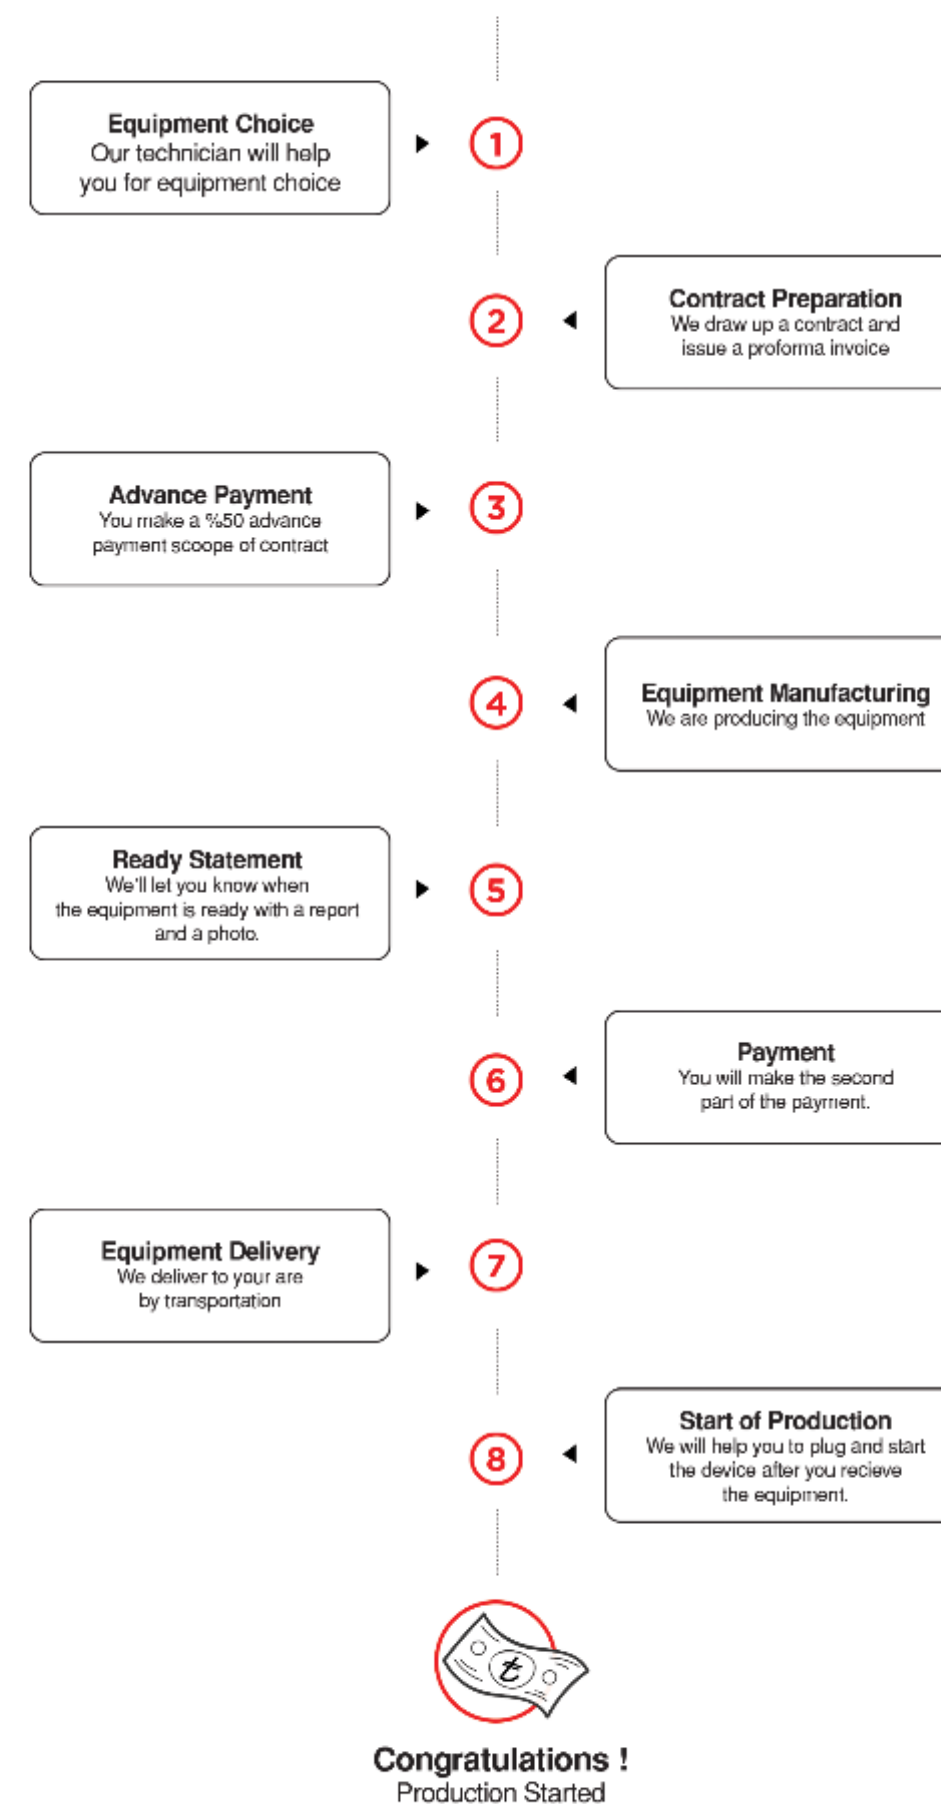 Equipment Choice
Our technician will help
you for equipment choice
1
2
Contract Preparation
We draw up a contract and
issue a proforma invoice
Advance Payment
You make a %50 advance
payment scoope of contract
3
4
Equipment Manufacturing
We are producing the equipment
Ready Statement
We'll let you know when
the equipment is ready with a report
and a photo.
5
6
Payment
You will make the second
part of the payment.
Equipment Delivery
We deliver to your are
by transportation
7
8
Start of Production
We will help you to plug and start
the device after you recieve
the equipment.
t
Congratulations !
Production Started